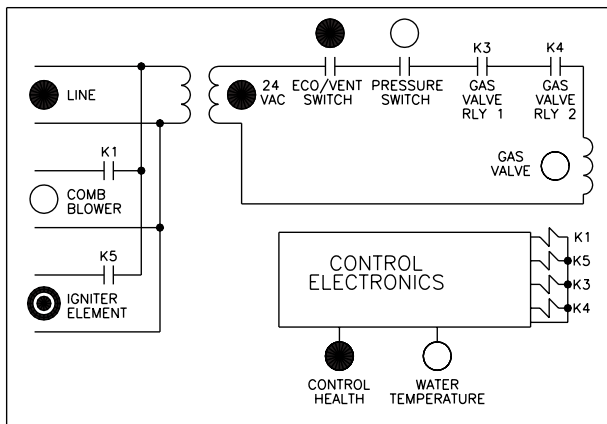 LINE
24
VAC
ECO/VENT
SWITCH
PRESSURE
SWITCH
K3
GAS
VALVE
RLY 1
K4
GAS
VALVE
RLY 2
GAS
VALVE
K1
COMB
BLOWER
K5
IGNITER
ELEMENT
CONTROL
ELECTRONICS
K1
K5
K3
K4
CONTROL
HEALTH
WATER
TEMPERATURE